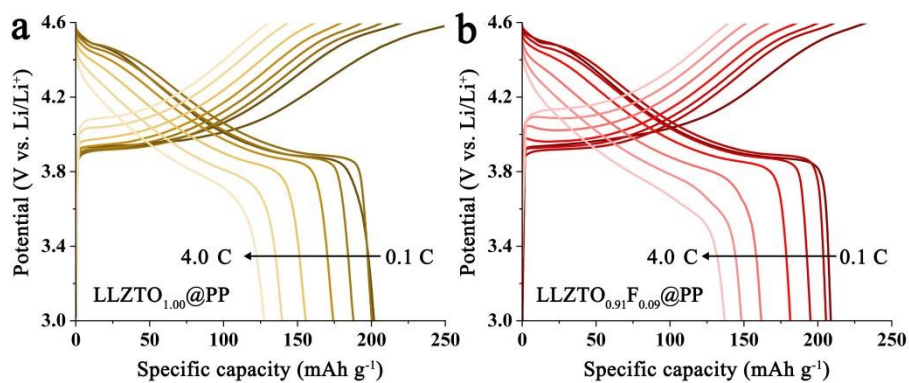 a
4.6
4.2
3.8
3.4
3.0
Potential (V vs. Li/Li⁺)
4.0 C
0.1 C
LLZTO₁.₀₀@PP
0 50 100 150 200 250
Specific capacity (mAh g⁻¹)
b
4.6
4.2
3.8
3.4
3.0
Potential (V vs. Li/Li⁺)
4.0 C
0.1 C
LLZTO₀.₉₁F₀.₀₉@PP
0 50 100 150 200 250
Specific capacity (mAh g⁻¹)